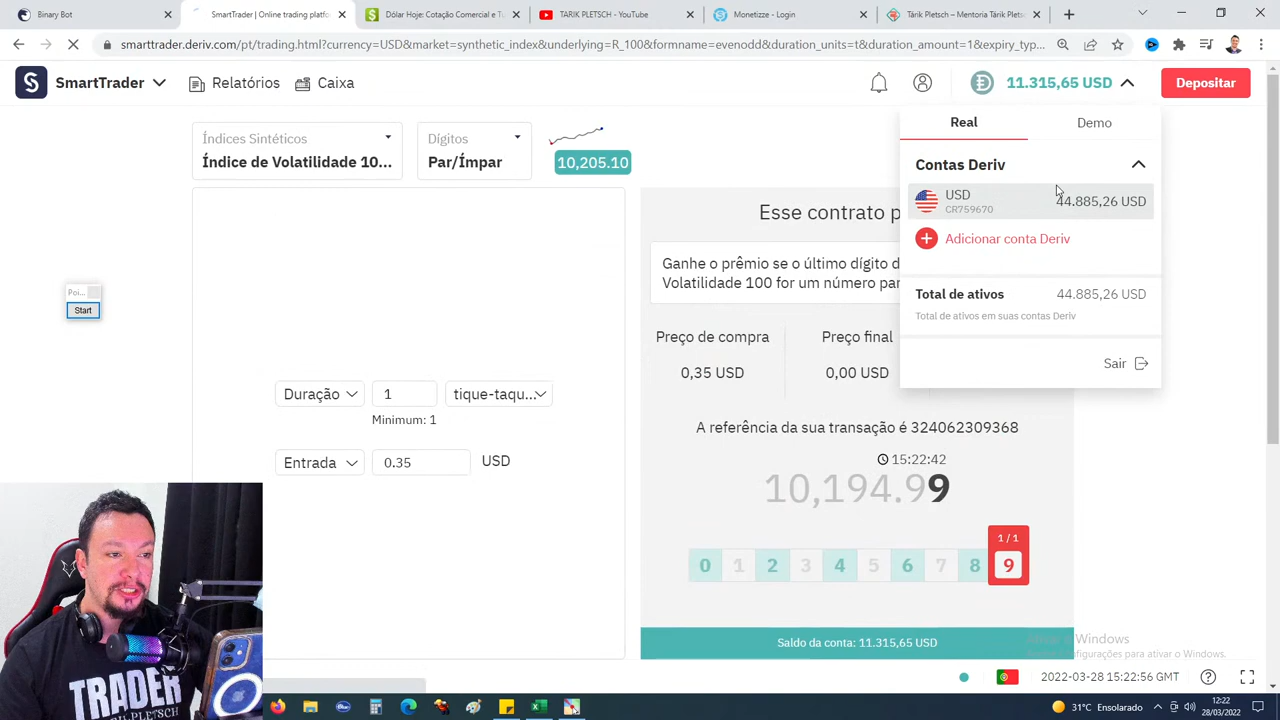 Binary Bot
SmartTrader | Online trading platf
Dólar Hoje: Cotação Comercial e T
TARIK PLETSCH - YouTube
Monetizze - Login
Tárik Pletsch – Mentoria Tárik Pletse
smarttrader.deriv.com/pt/trading.html?currency=USD&market=synthetic_index&underlying=R_100&formname=evenodd&duration_units=t&duration_amount=1&expiry_typ...
SmartTrader
Relatórios
Caixa
11.315,65 USD
Depositar
Real
Demo
Contas Deriv
USD
CR759670
44.885,26 USD
Adicionar conta Deriv
Total de ativos
44.885,26 USD
Total de ativos em suas contas Deriv
Sair
Índices Sintéticos
Índice de Volatilidade 10...
Dígitos
Par/Ímpar
10,205.10
Poi...
Start
Duração
1
tique-taqu...
Minimum: 1
Entrada
0.35
USD
Esse contrato p
Ganhe o prêmio se o último dígito d
Volatilidade 100 for um número par
Preço de compra
Preço final
0,35 USD
0,00 USD
A referência da sua transação é 324062309368
15:22:42
10,194.99
1 / 1
0 1 2 3 4 5 6 7 8 9
Saldo da conta: 11.315,65 USD
TRADER
TÁRIK PLETSCH
2022-03-28 15:22:56 GMT
31°C Ensolarado
12:22
28/03/2022